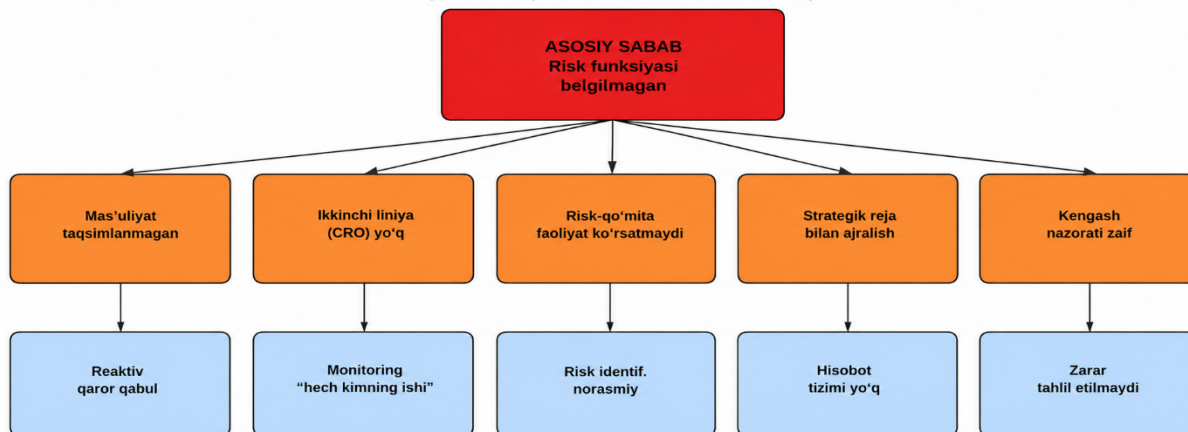 ASOSIY SABAB
Risk funksiyasi
belgilmagan
Mas’uliyat
taqsimlanmagan
Ikkinchi liniya
(CRO) yo‘q
Risk-qo‘mita
faoliyat ko‘rsatmaydi
Strategik reja
bilan ajralish
Kengash
nazorati zaif
Reaktiv
qaror qabul
Monitoring
“hech kimning ishi”
Risk identif.
norasmiy
Hisobot
tizimi yo‘q
Zarar
tahlil etilmaydi